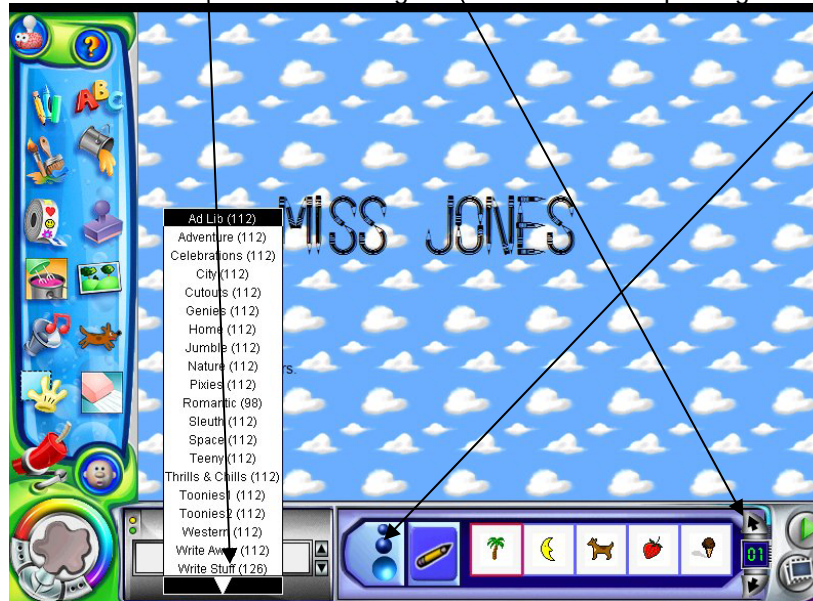 ABC
?
MISS JONES
Ad Lib (112)
Adventure (112)
Celebrations (112)
City (112)
Cutouts (112)
Genies (112)
Home (112)
Jumble (112)
Nature (112)
rs.
Pixies (112)
Romantic (98)
Sleuth (112)
Space (112)
Teeny (112)
Thrills & Chills (112)
Toonies1 (112)
Toonies2 (112)
Western (112)
Write Away (112)
Write Stuff (126)
01